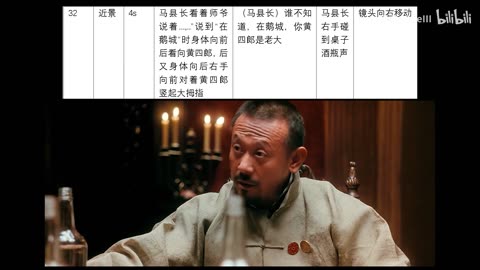 32
近景
4s
马县长看着师爷
说着……”说到“在
鹅城”时身体向前
后看向黄四郎，后
又身体向后右手
向前对着黄四郎
竖起大拇指
（马县长）谁不知
道，在鹅城，你黄
四郎是老大
马县长
右手碰
到桌子
酒瓶声
镜头向右移动
bilibili